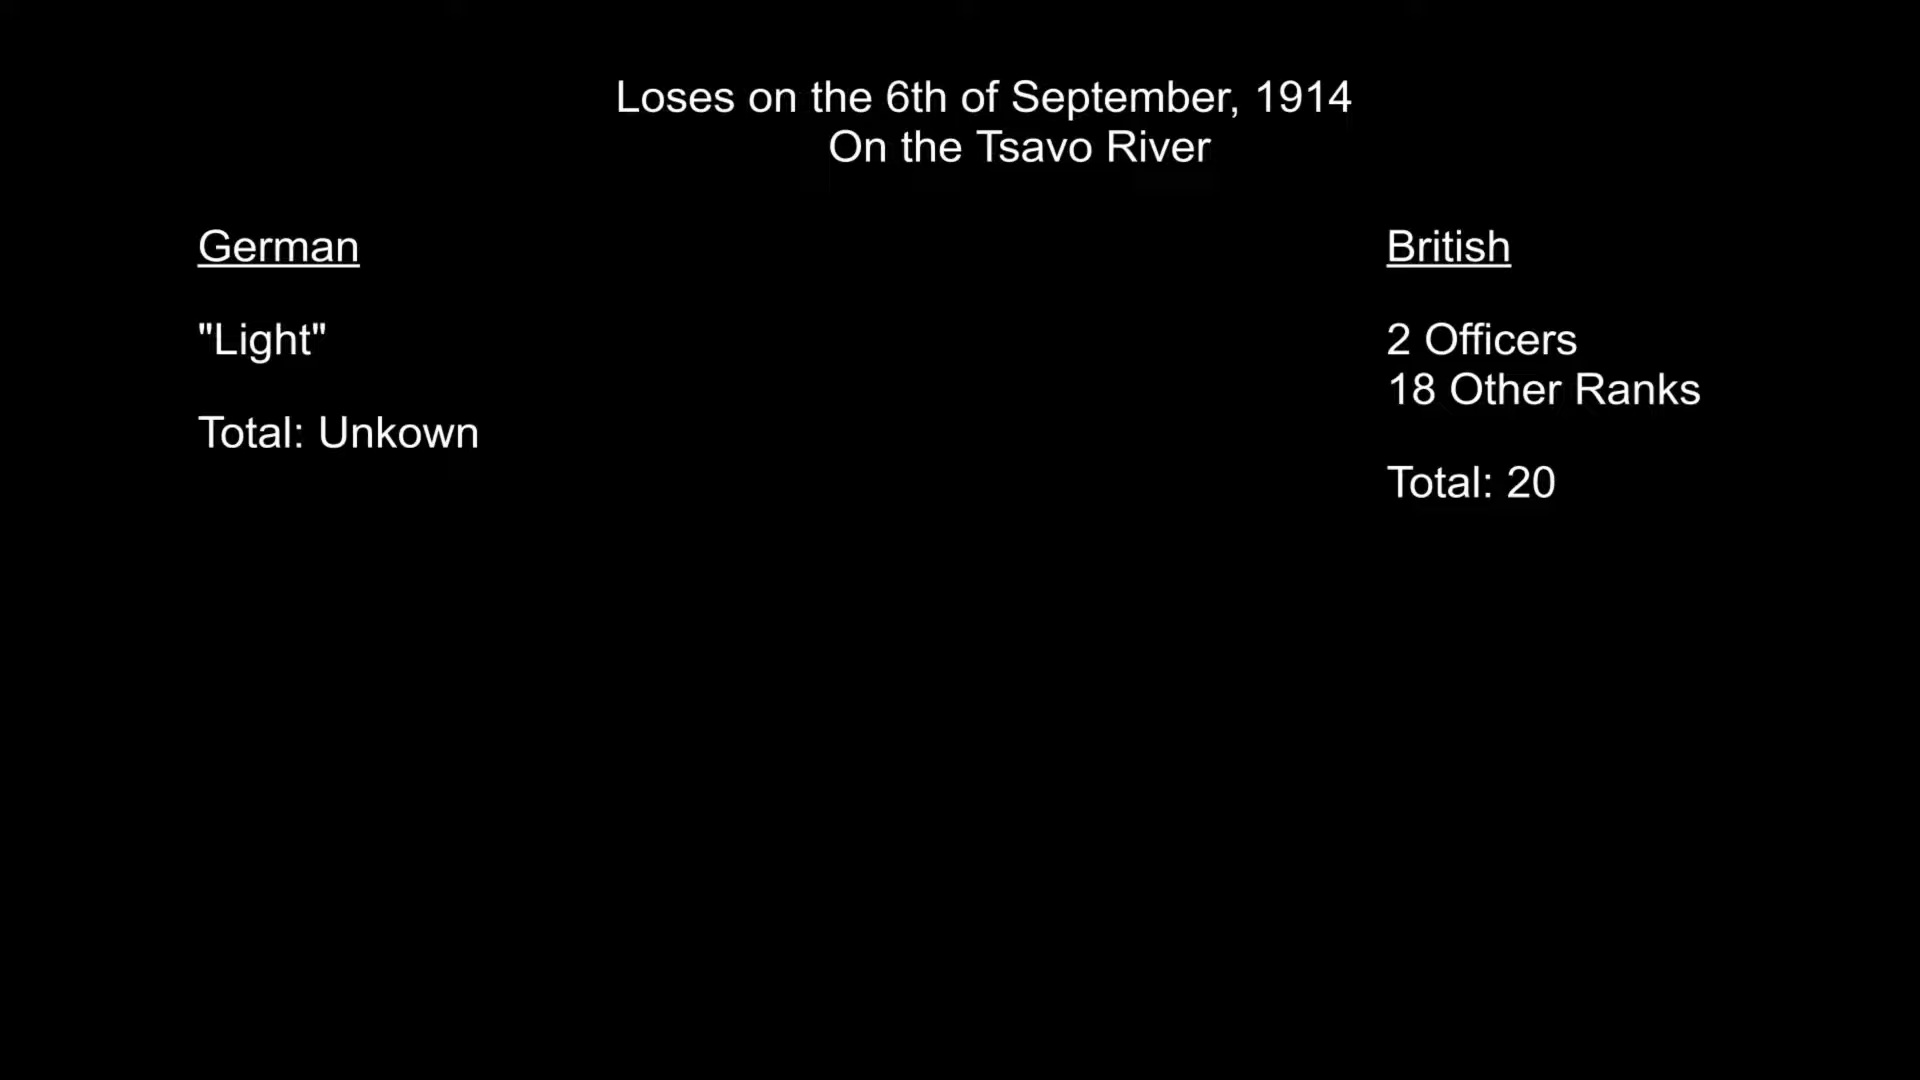 Loses on the 6th of September, 1914
On the Tsavo River
German
"Light"
Total: Unkown
British
2 Officers
18 Other Ranks
Total: 20